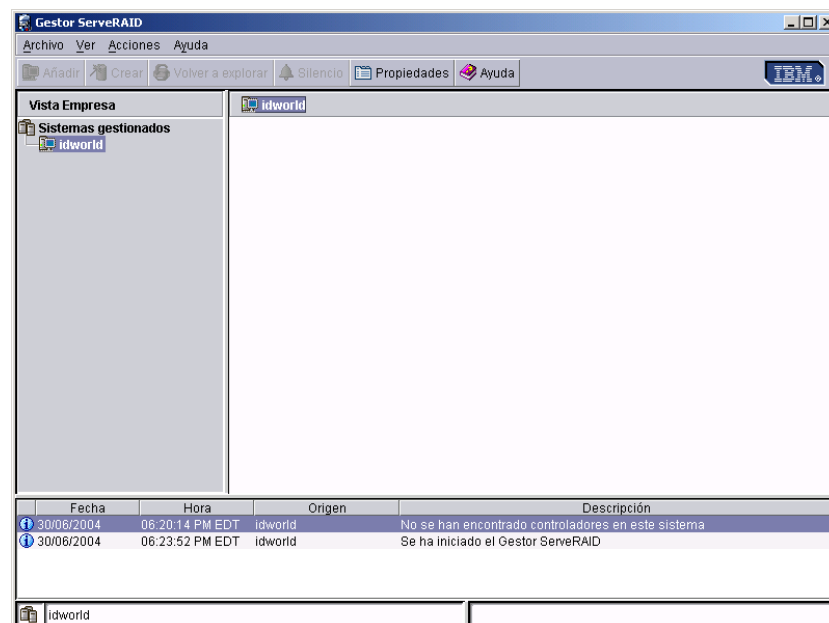 Gestor ServeRAID
Archivo Ver Acciones Ayuda
Añadir Crear Volver a explorar Silencio Propiedades Ayuda IBM
Vista Empresa
idworld
Sistemas gestionados
idworld
Fecha Hora Origen Descripción
30/06/2004 06:20:14 PM EDT idworld No se han encontrado controladores en este sistema
30/06/2004 06:23:52 PM EDT idworld Se ha iniciado el Gestor ServeRAID
idworld